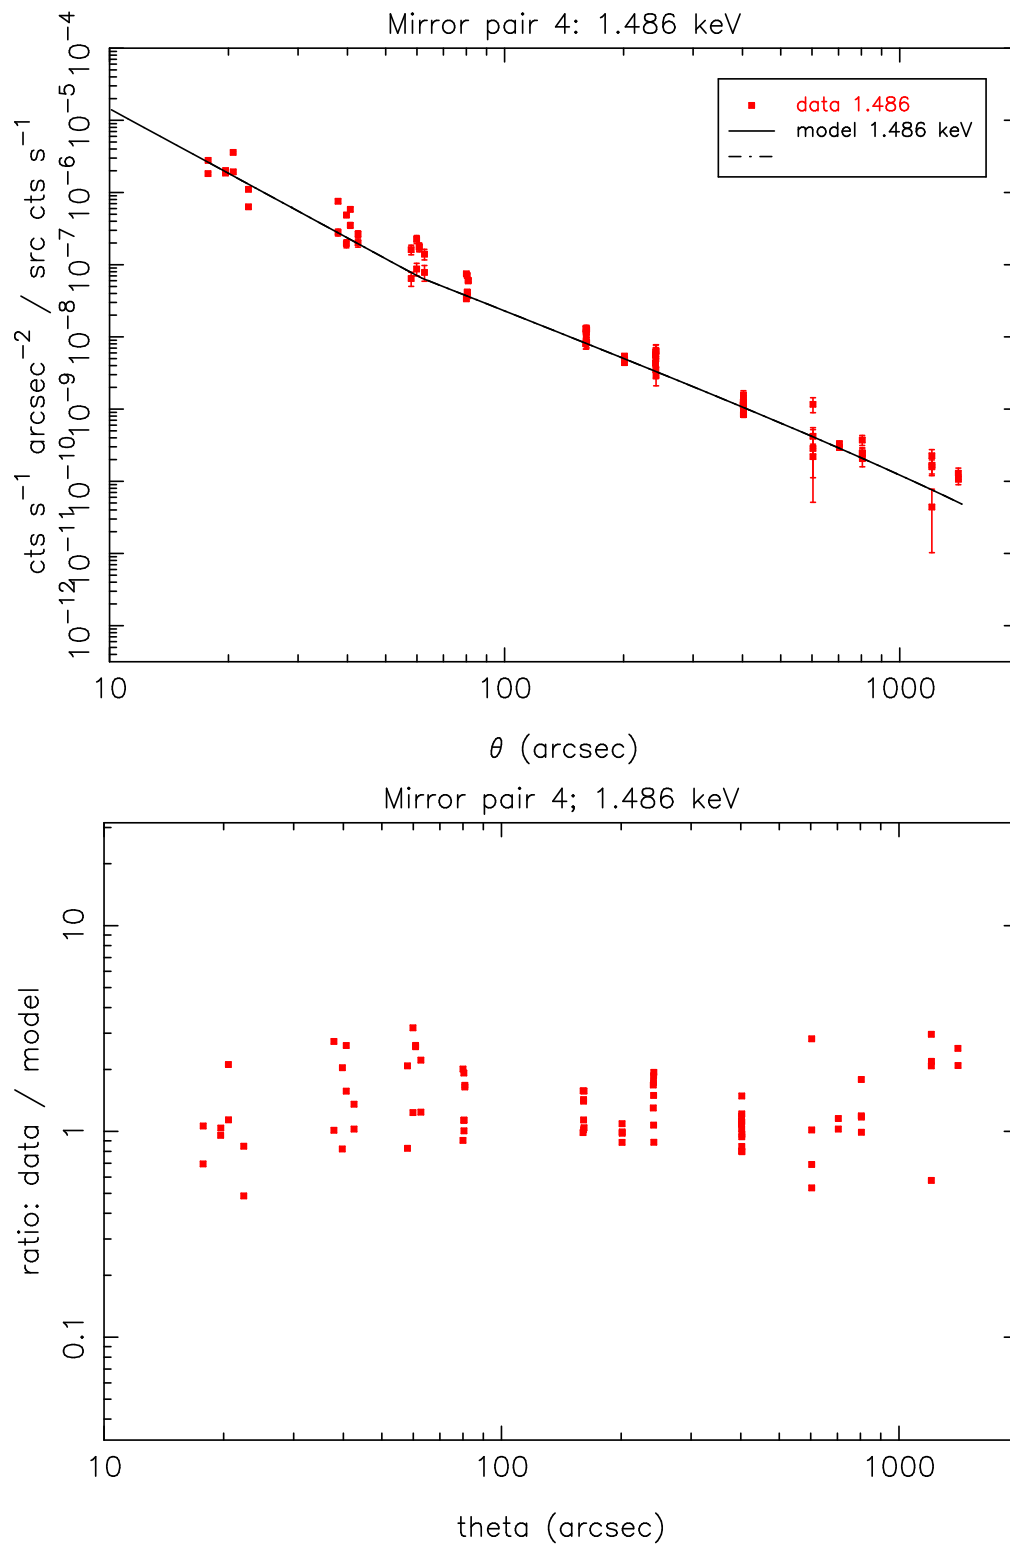 Mirror pair 4: 1.486 keV
data 1.486
model 1.486 keV
cts s⁻¹ arcsec⁻² / src cts s⁻¹
10⁻⁴
10⁻⁵
10⁻⁶
10⁻⁷
10⁻⁸
10⁻⁹
10⁻¹⁰
10⁻¹¹
10⁻¹²
10 100 1000
θ (arcsec)
Mirror pair 4; 1.486 keV
ratio: data / model
10
1
0.1
10 100 1000
theta (arcsec)